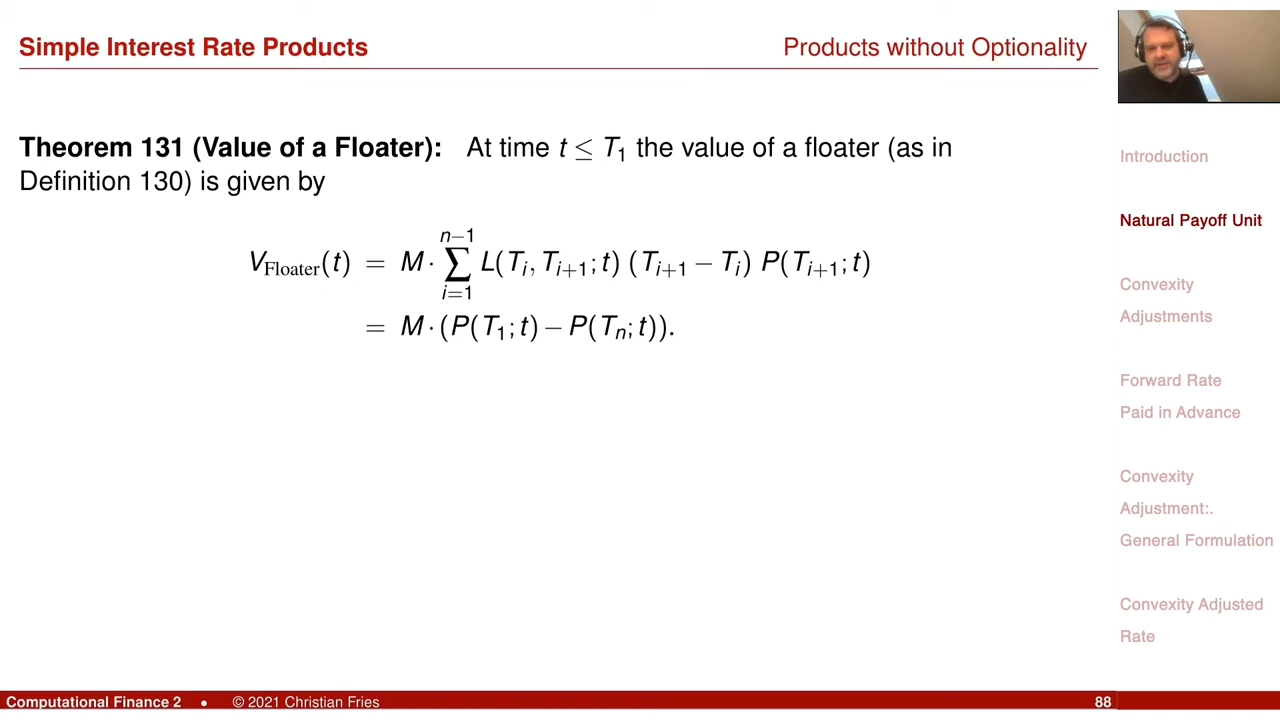 Simple Interest Rate Products
Products without Optionality
Theorem 131 (Value of a Floater): At time t ≤ T₁ the value of a floater (as in
Definition 130) is given by
V_Floater(t) = M · ∑_{i=1}^{n−1} L(T_i, T_{i+1}; t) (T_{i+1} − T_i) P(T_{i+1}; t)
= M · (P(T₁; t) − P(T_n; t)).
Introduction
Natural Payoff Unit
Convexity
Adjustments
Forward Rate
Paid in Advance
Convexity
Adjustment:.
General Formulation
Convexity Adjusted
Rate
Computational Finance 2 • © 2021 Christian Fries
88